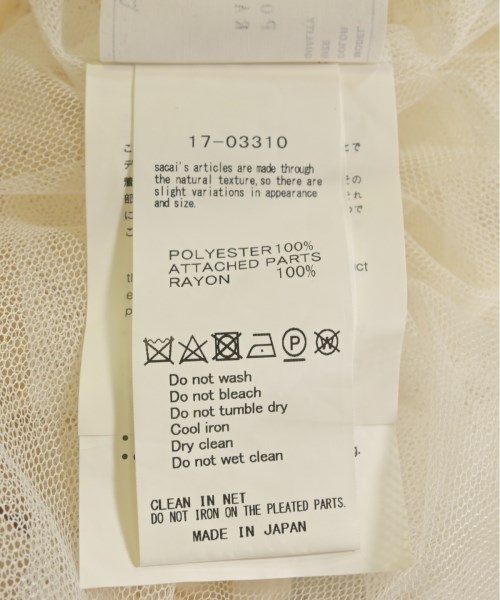 17-03310
sacai's articles are made through
the natural texture, so there are
slight variations in appearance
and size.
POLYESTER 100%
ATTACHED PARTS
RAYON 100%
P
W
Do not wash
Do not bleach
Do not tumble dry
Cool iron
Dry clean
Do not wet clean
CLEAN IN NET
DO NOT IRON ON THE PLEATED PARTS.
MADE IN JAPAN